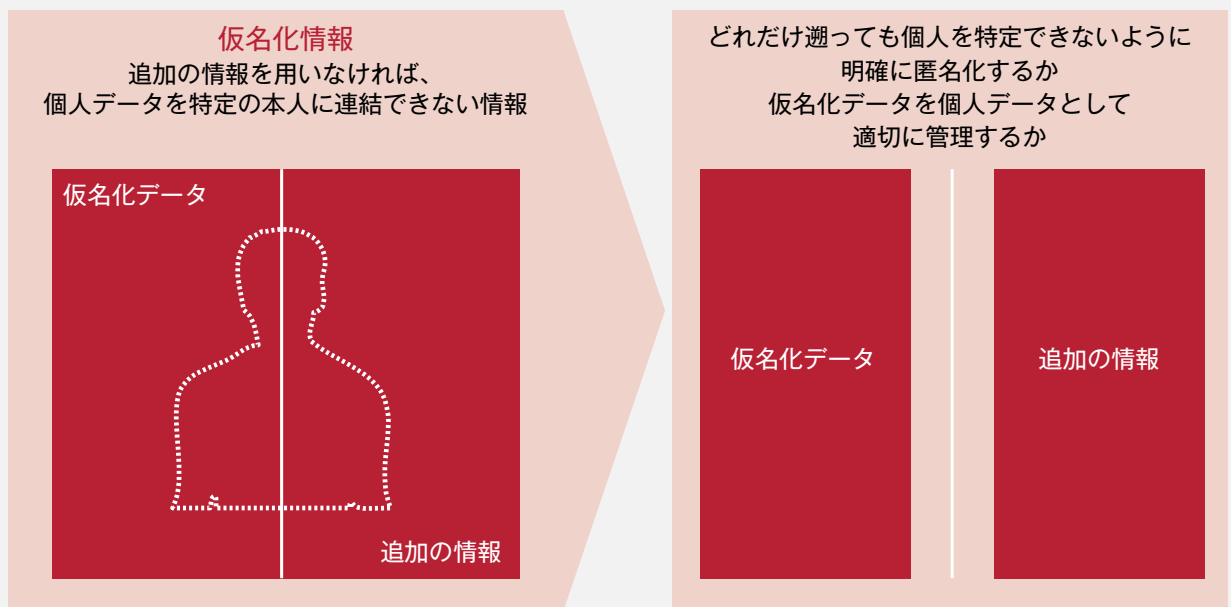 仮名化情報
追加の情報を用いなければ、
個人データを特定の本人に連結できない情報
仮名化データ
追加の情報
どれだけ遡っても個人を特定できないように
明確に匿名化するか
仮名化データを個人データとして
適切に管理するか
仮名化データ
追加の情報